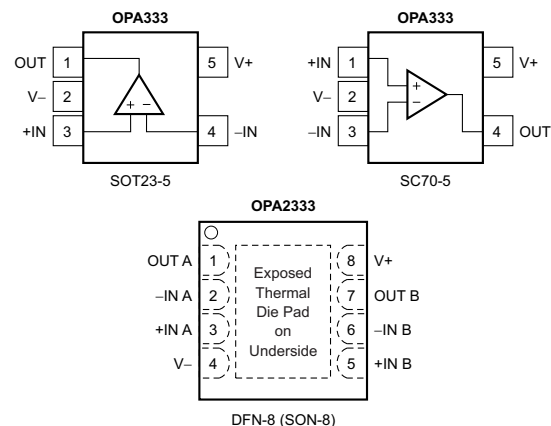 OPA333
OUT 1 5 V+
V– 2
+IN 3 + – 4 –IN
SOT23-5
OPA333
+IN 1 5 V+
V– 2 + –
–IN 3 4 OUT
SC70-5
OPA2333
OUT A 1 8 V+
–IN A 2 7 OUT B
+IN A 3 6 –IN B
V– 4 5 +IN B
Exposed
Thermal
Die Pad
on
Underside
DFN-8 (SON-8)